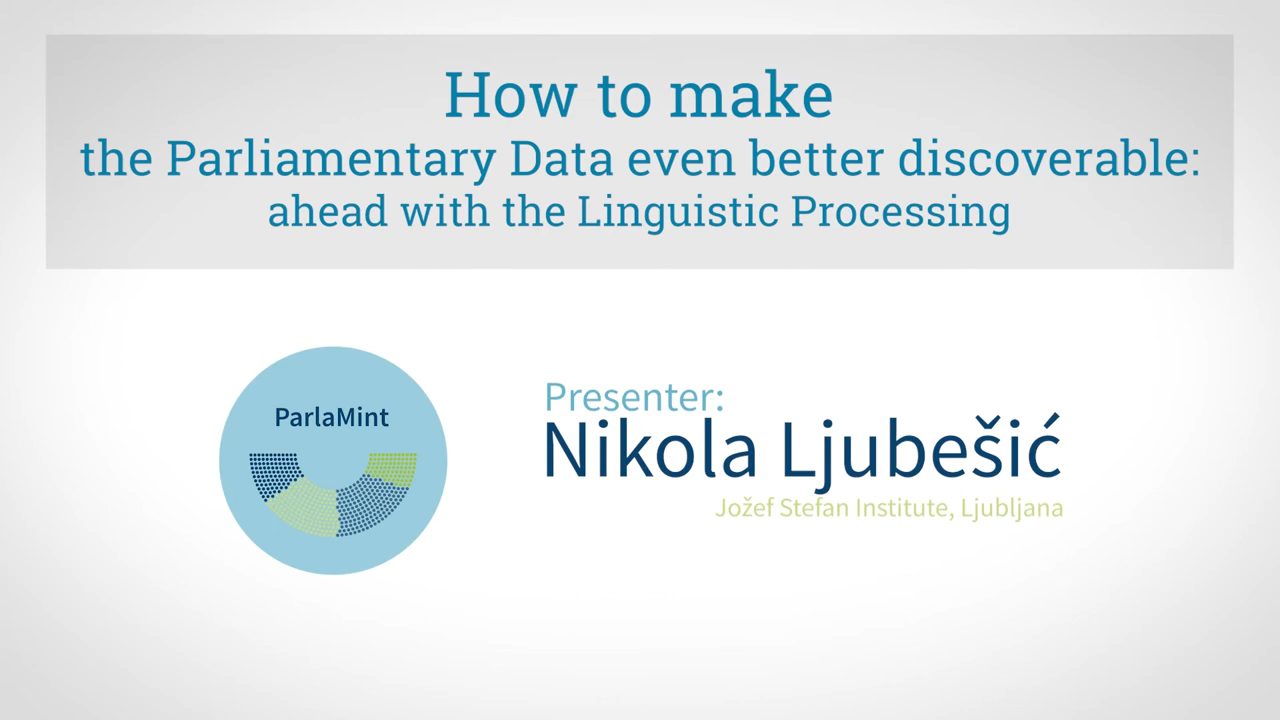 How to make
the Parliamentary Data even better discoverable:
ahead with the Linguistic Processing
ParlaMint
Presenter:
Nikola Ljubešić
Jožef Stefan Institute, Ljubljana